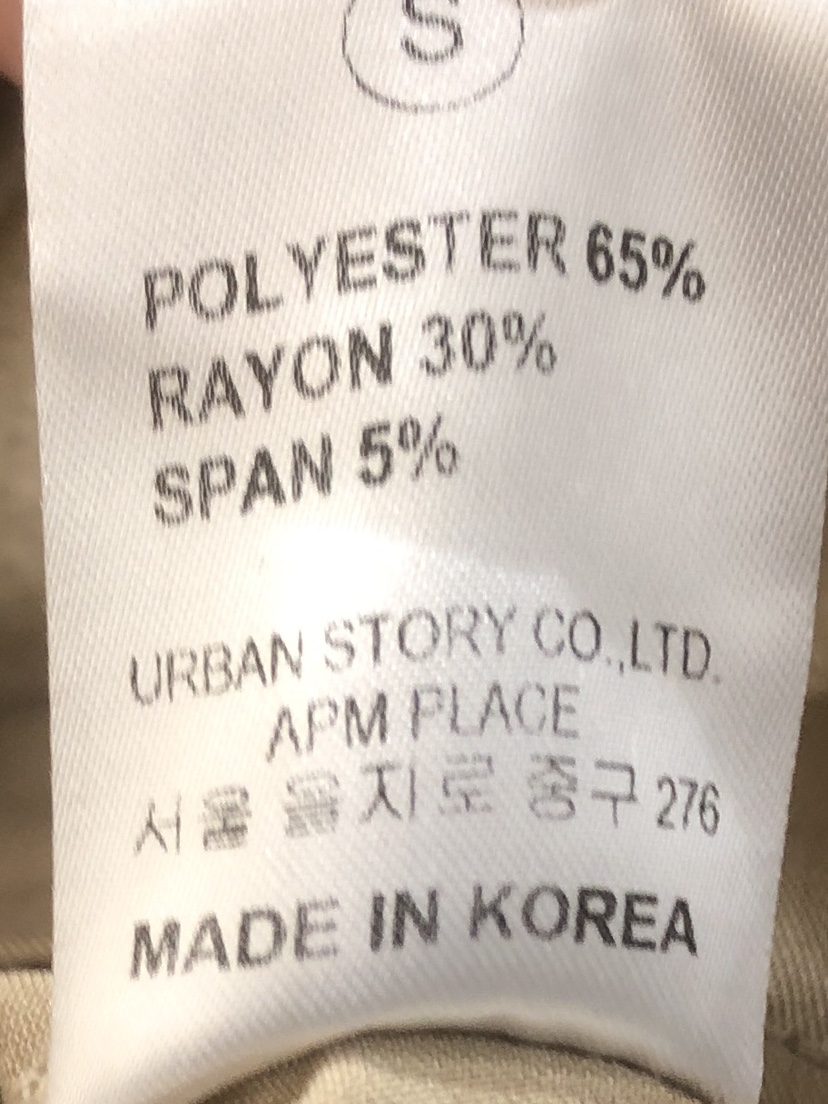 S
POLYESTER 65%
RAYON 30%
SPAN 5%
URBAN STORY CO.,LTD.
APM PLACE
서울 을지로 중구 276
MADE IN KOREA